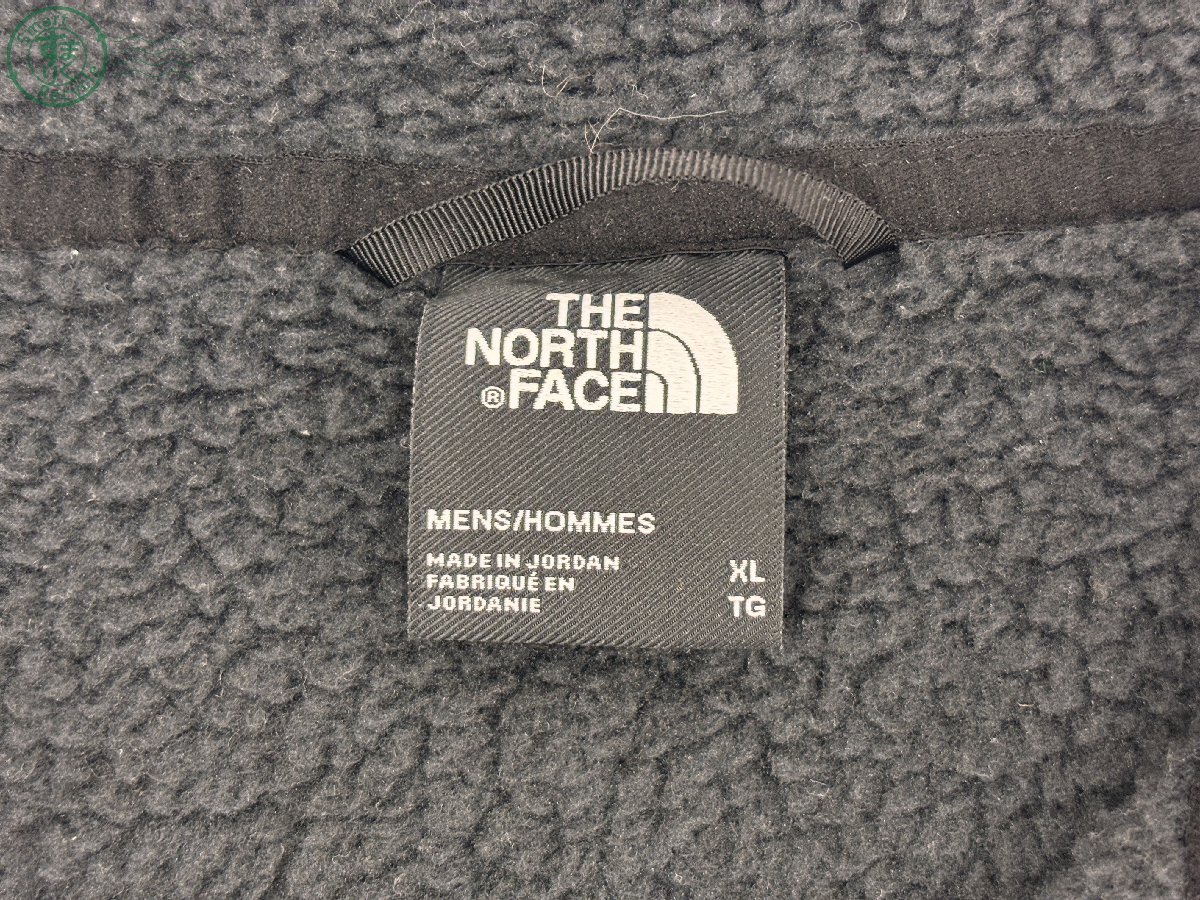 THE
NORTH
®FACE
MENS/HOMMES
MADE IN JORDAN
FABRIQUÉ EN
JORDANIE
XL
TG